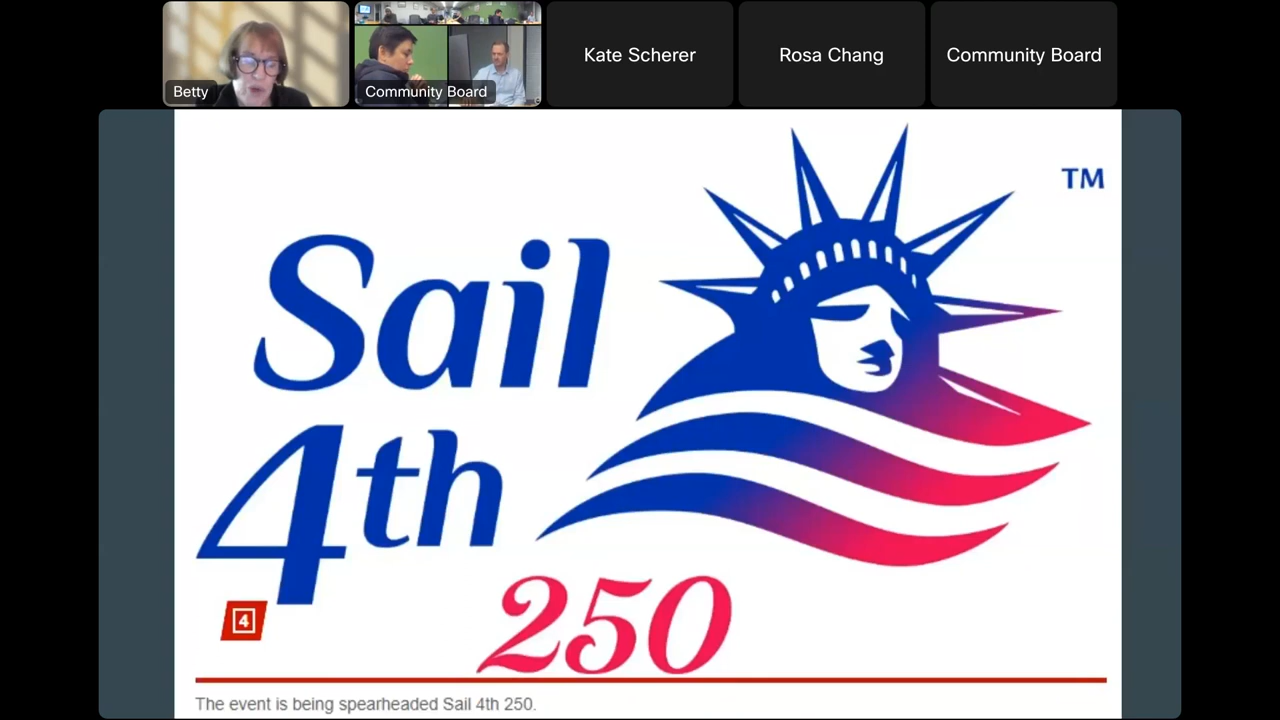 Betty
Community Board
Kate Scherer
Rosa Chang
Community Board
TM
Sail
4th
250
4
The event is being spearheaded Sail 4th 250.